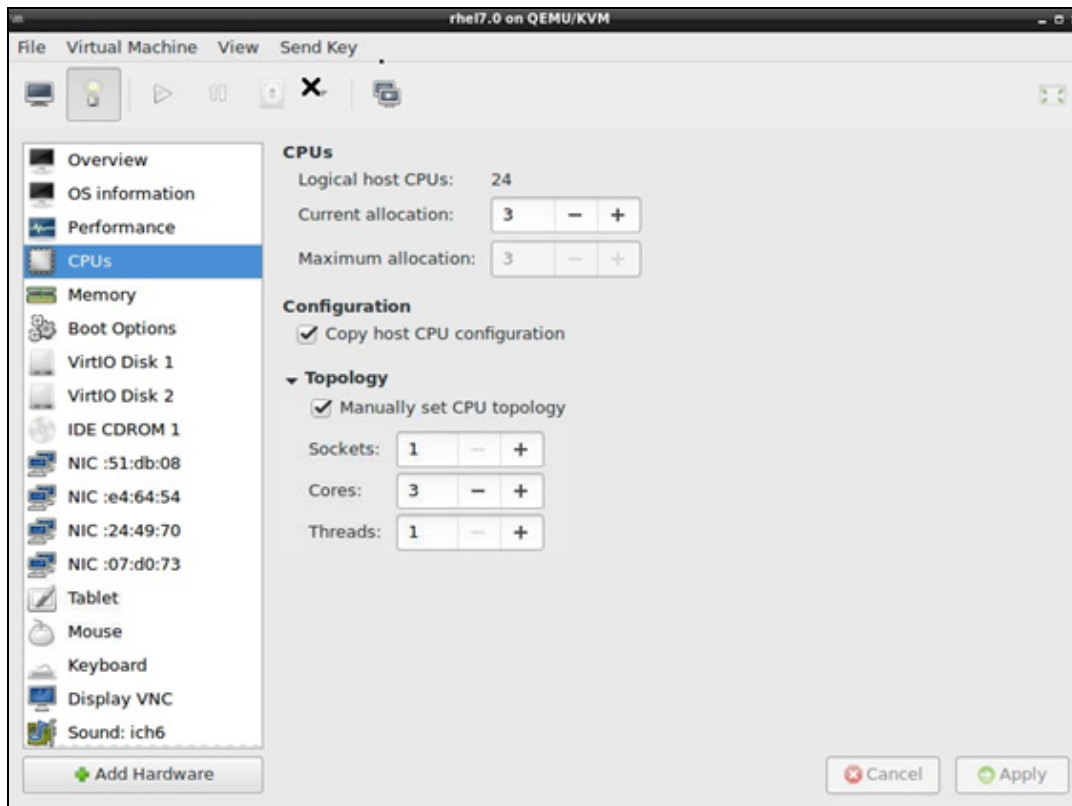 rhel7.0 on QEMU/KVM
File Virtual Machine View Send Key
Overview
OS information
Performance
CPUs
Memory
Boot Options
VirtIO Disk 1
VirtIO Disk 2
IDE CDROM 1
NIC :51:db:08
NIC :e4:64:54
NIC :24:49:70
NIC :07:d0:73
Tablet
Mouse
Keyboard
Display VNC
Sound: ich6
Add Hardware
CPUs
Logical host CPUs: 24
Current allocation: 3 − +
Maximum allocation: 3 − +
Configuration
Copy host CPU configuration
Topology
Manually set CPU topology
Sockets: 1 − +
Cores: 3 − +
Threads: 1 − +
Cancel Apply